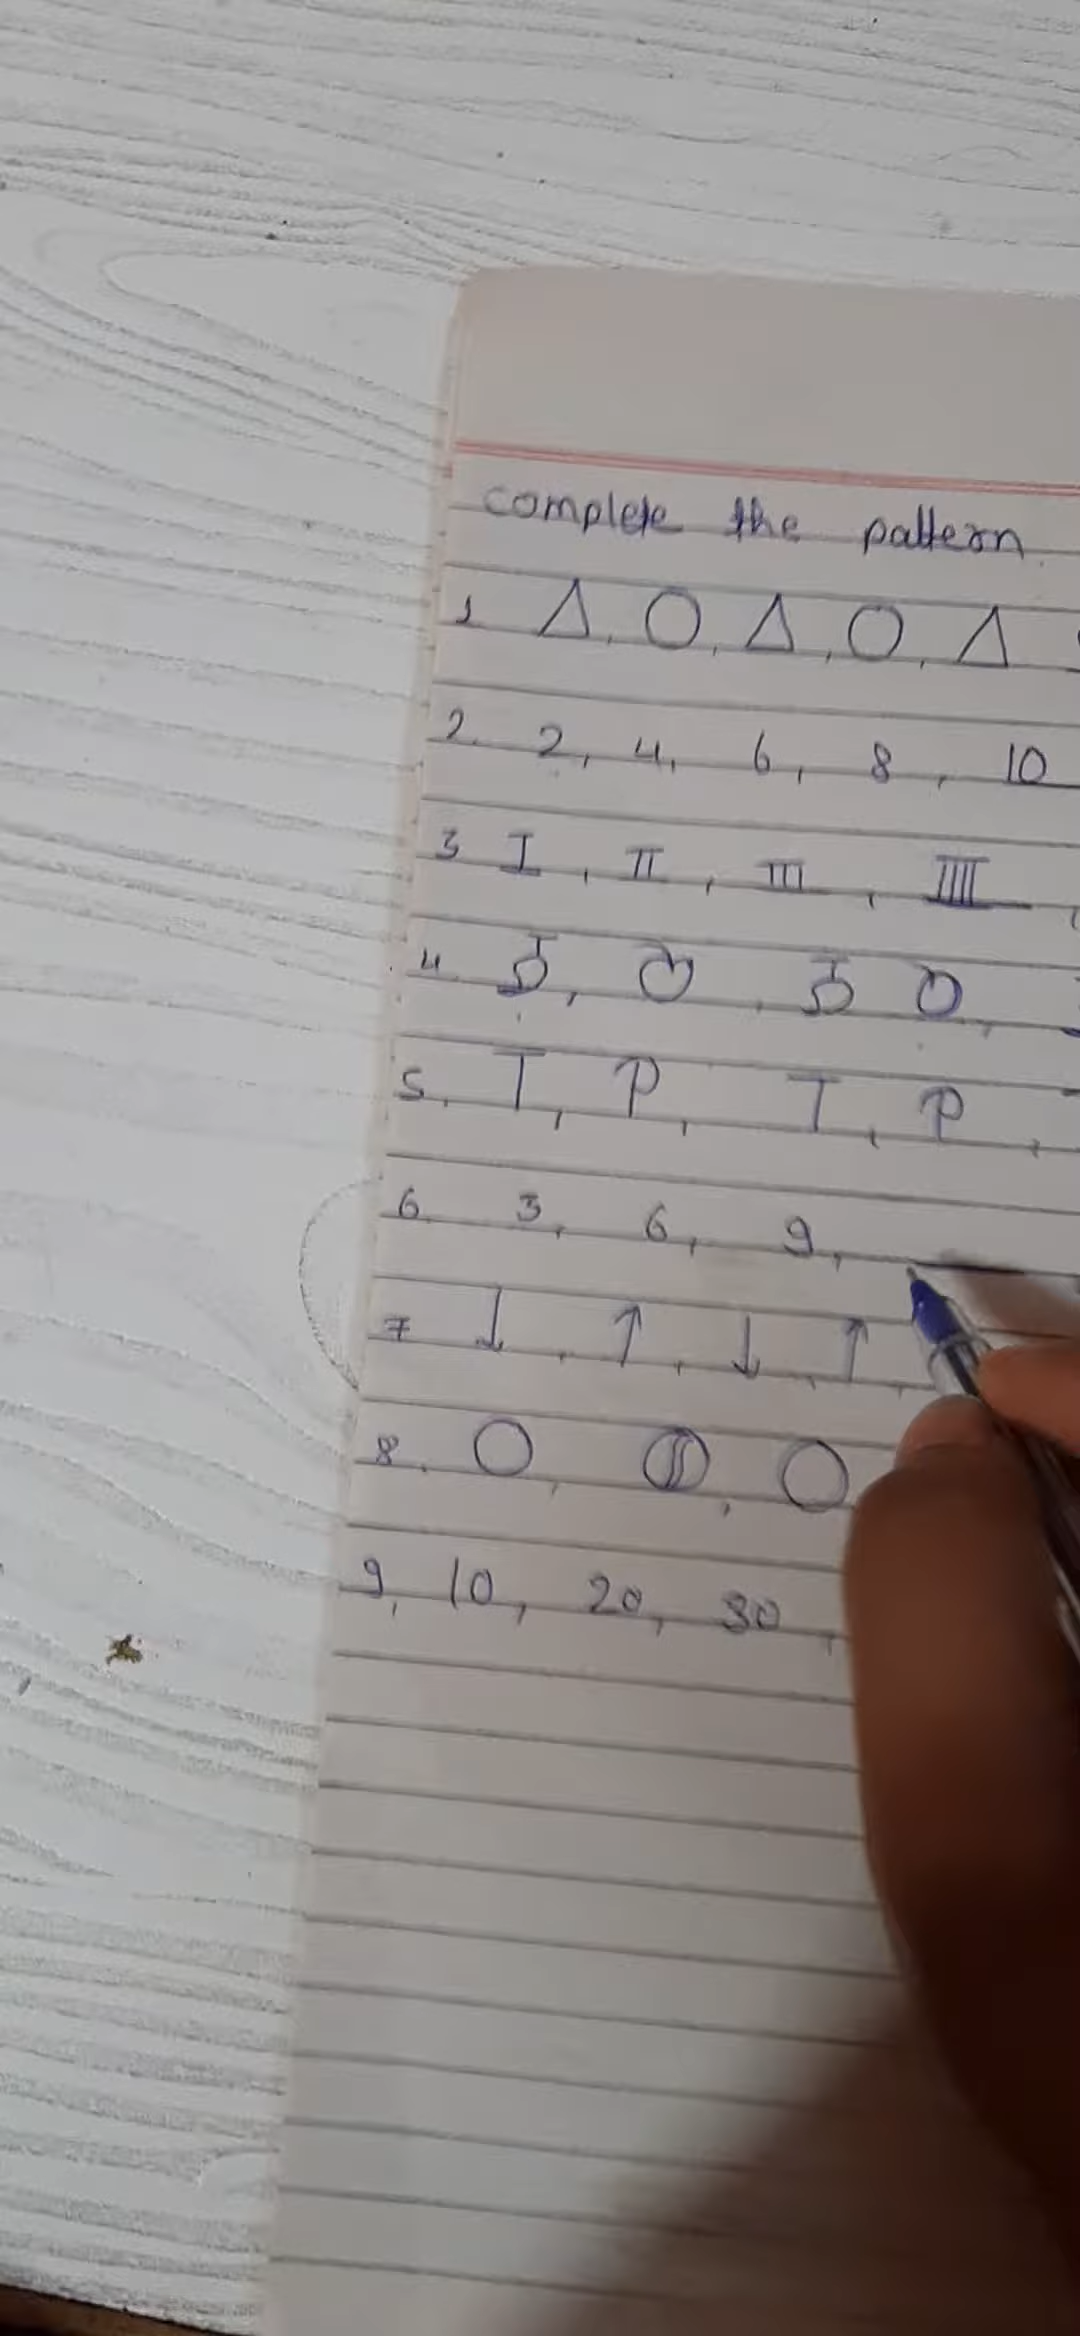 complete the pattern
1 △, ○, △, ○, △
2. 2, 4, 6, 8, 10
3 I, II, III, IIII,
4
5. T, P, T, P,
6. 3, 6, 9,
7 ↓, ↑, ↓, ↑,
8. ○, ○
9, 10, 20, 30,